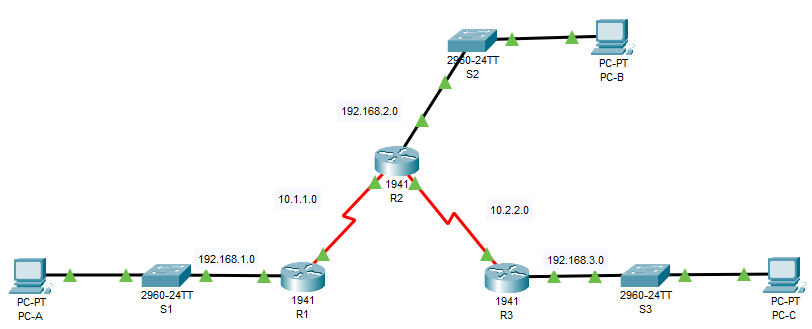 2960-24TT
S2
PC-PT
PC-B
192.168.2.0
1941
R2
10.1.1.0
10.2.2.0
192.168.1.0
192.168.3.0
PC-PT
PC-A
2960-24TT
S1
1941
R1
1941
R3
2960-24TT
S3
PC-PT
PC-C